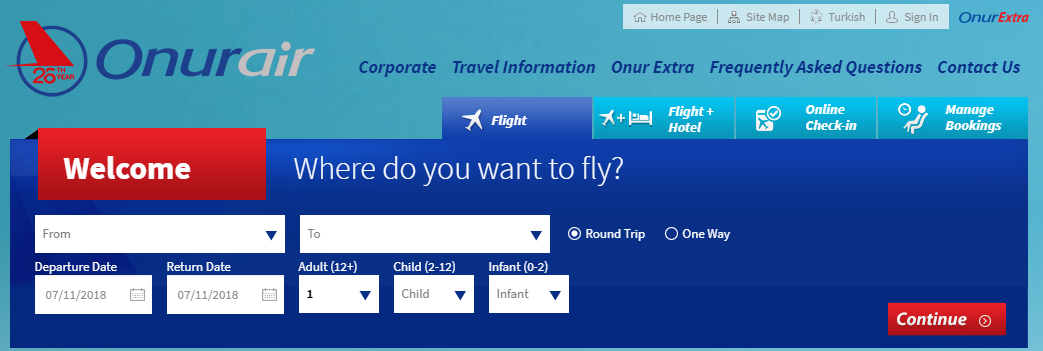 Home Page
Site Map
Turkish
Sign In
OnurExtra
26TH
YEAR
Onurair
Corporate
Travel Information
Onur Extra
Frequently Asked Questions
Contact Us
Flight
Flight +
Hotel
Online
Check-in
Manage
Bookings
Welcome
Where do you want to fly?
From
To
Round Trip
One Way
Departure Date
Return Date
Adult (12+)
Child (2-12)
Infant (0-2)
07/11/2018
07/11/2018
1
Child
Infant
Continue